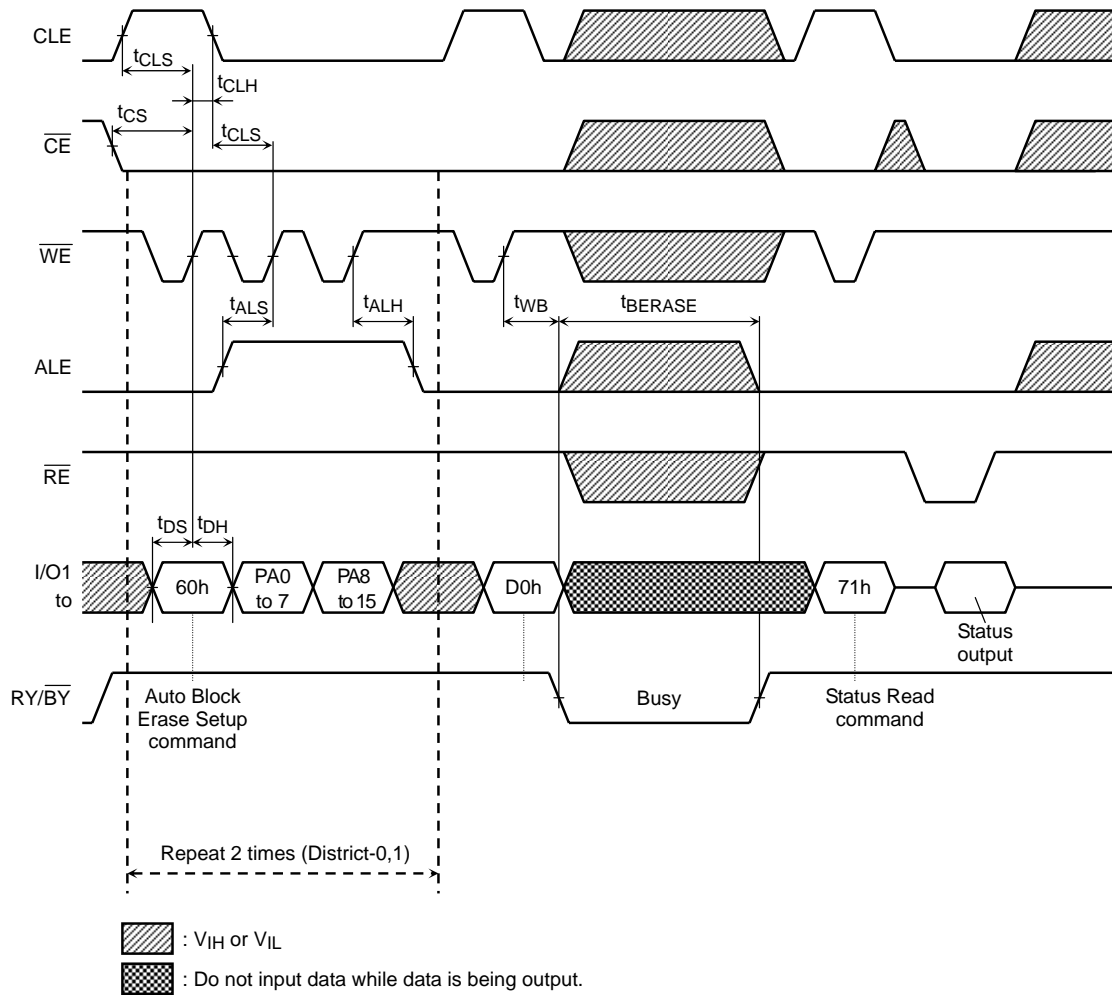 CLE
tCLS
tCLH
tCS
CE
tCLS
WE
tALS
tALH
tWB
tBERASE
ALE
RE
tDS
tDH
I/O1
to
60h
PA0
to 7
PA8
to 15
D0h
71h
Status
output
RY/BY
Auto Block
Erase Setup
command
Busy
Status Read
command
Repeat 2 times (District-0,1)
: VIH or VIL
: Do not input data while data is being output.